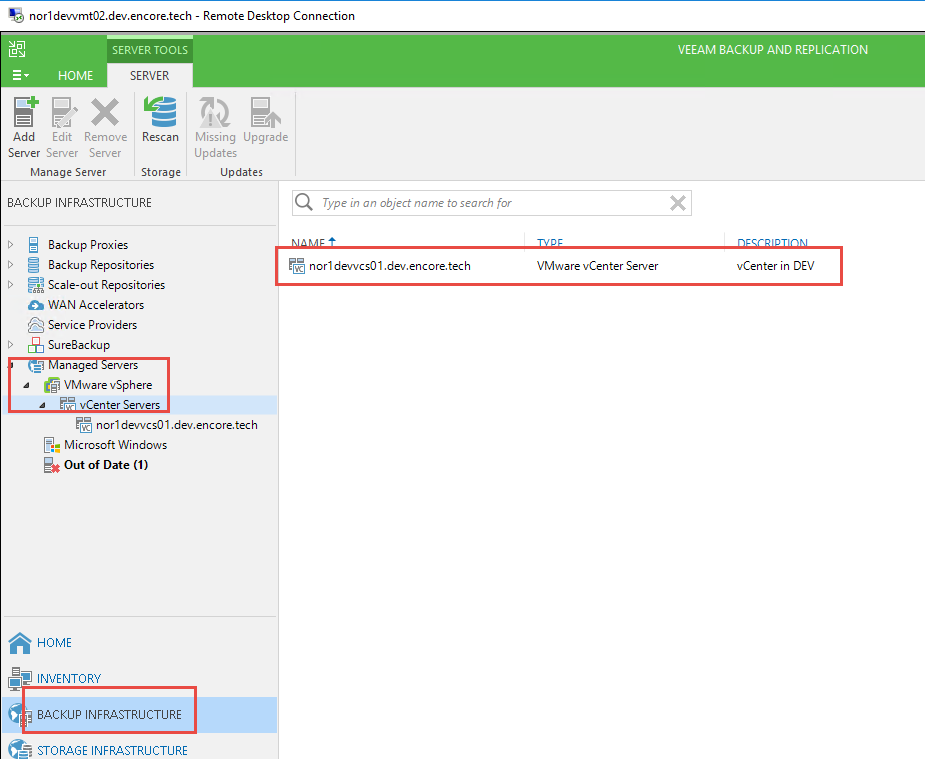 nor1devvmt02.dev.encore.tech - Remote Desktop Connection
SERVER TOOLS
VEEAM BACKUP AND REPLICATION
HOME
SERVER
Add Server
Edit Server
Remove Server
Rescan
Missing Updates
Upgrade
Manage Server
Storage
Updates
BACKUP INFRASTRUCTURE
Backup Proxies
Backup Repositories
Scale-out Repositories
WAN Accelerators
Service Providers
SureBackup
Managed Servers
VMware vSphere
vCenter Servers
nor1devvcs01.dev.encore.tech
Microsoft Windows
Out of Date (1)
Type in an object name to search for
NAME TYPE DESCRIPTION
nor1devvcs01.dev.encore.tech VMware vCenter Server vCenter in DEV
HOME
INVENTORY
BACKUP INFRASTRUCTURE
STORAGE INFRASTRUCTURE